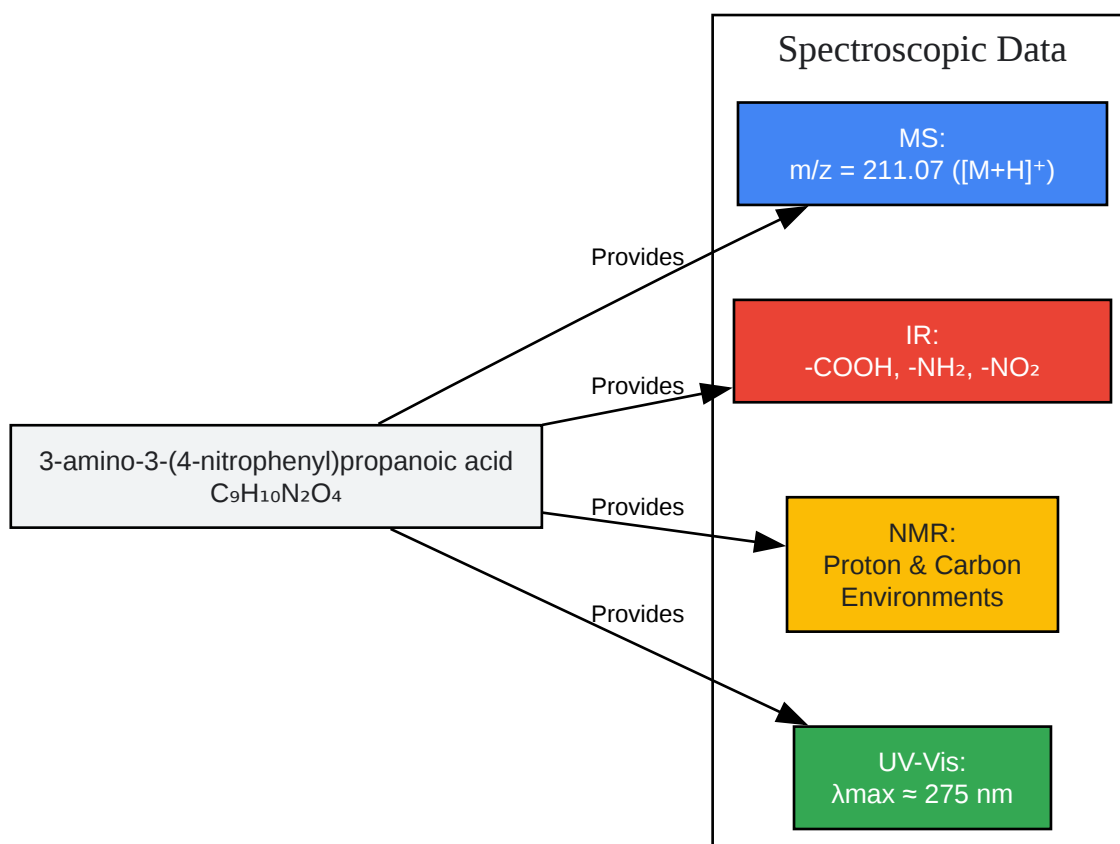 Spectroscopic Data
MS:
m/z = 211.07 ([M+H]⁺)
Provides
IR:
-COOH, -NH₂, -NO₂
Provides
3-amino-3-(4-nitrophenyl)propanoic acid
C₉H₁₀N₂O₄
Provides
NMR:
Proton & Carbon
Environments
Provides
UV-Vis:
λmax ≈ 275 nm